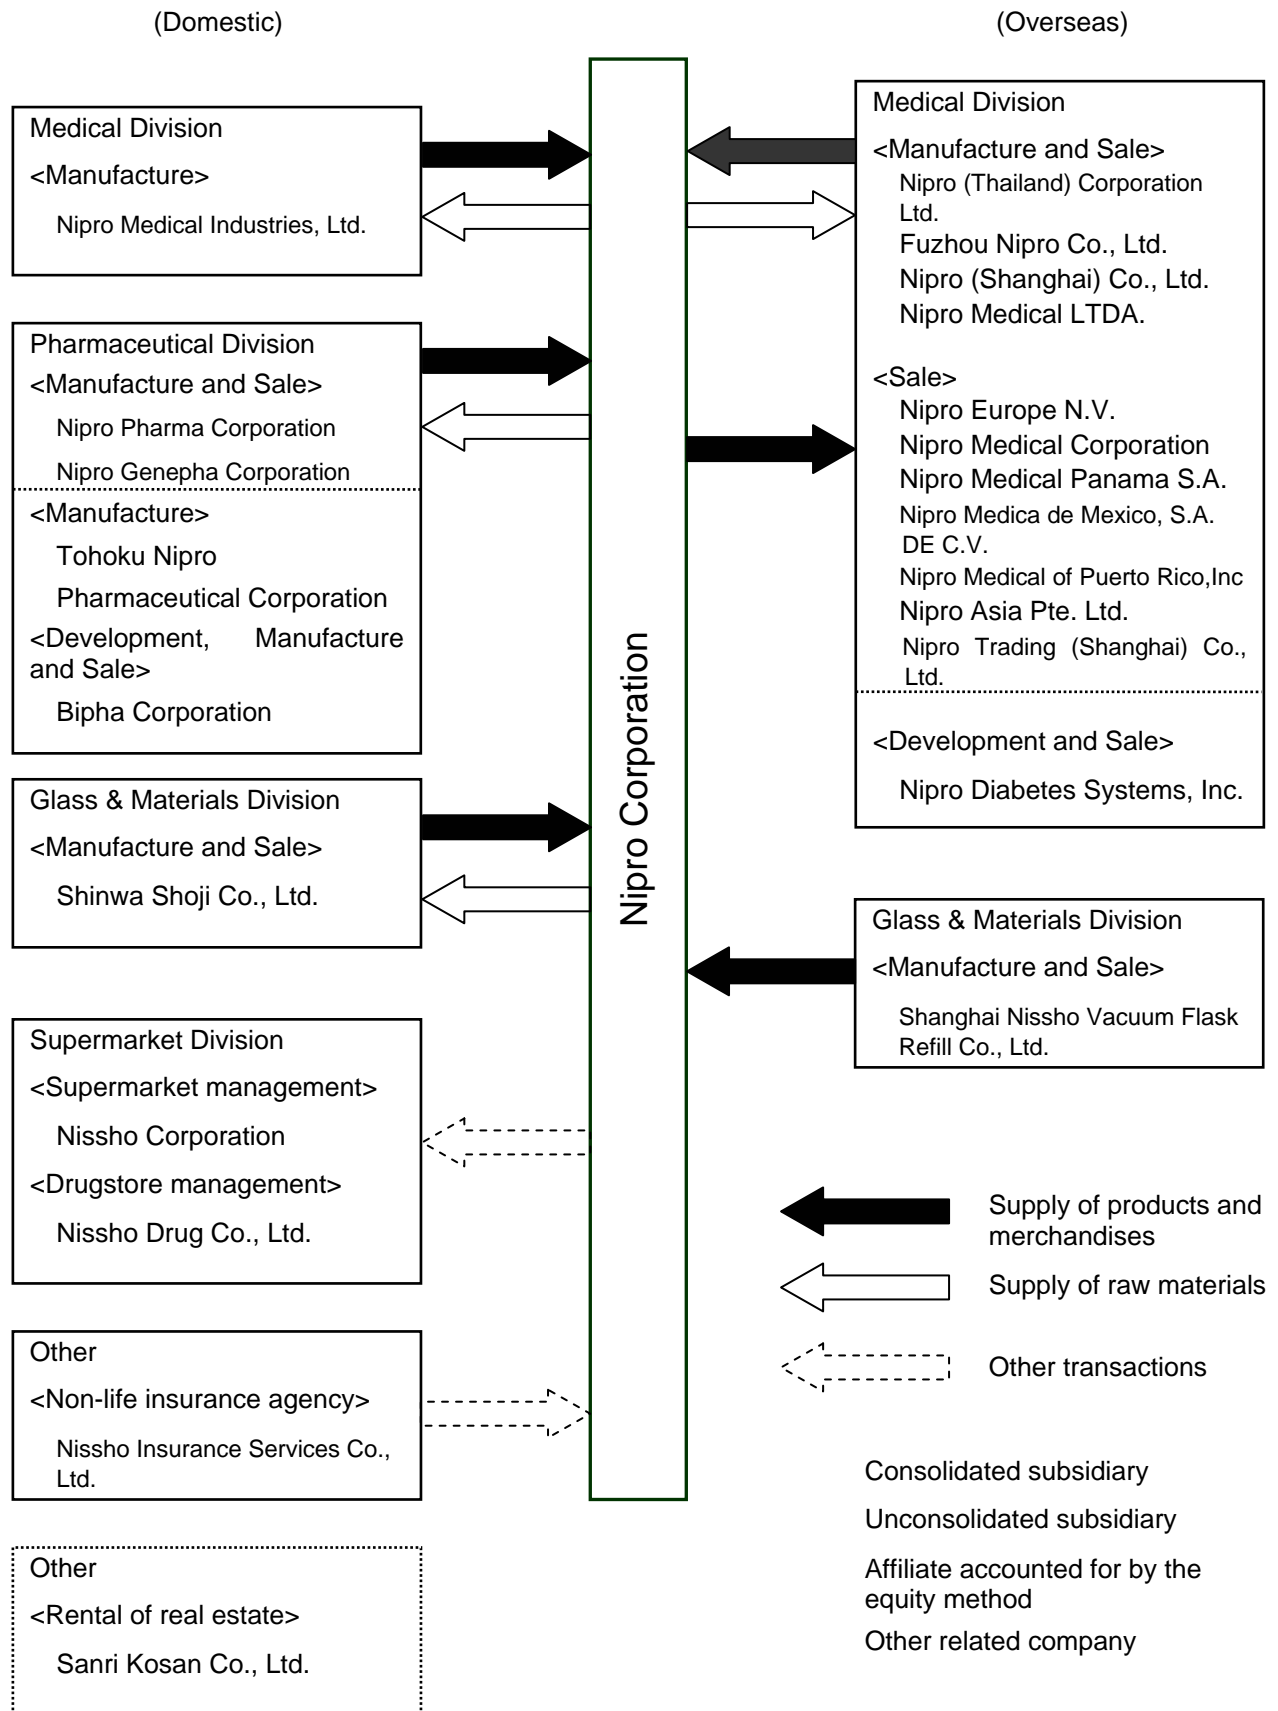 (Domestic)
Medical Division
<Manufacture>
Nipro Medical Industries, Ltd.
Pharmaceutical Division
<Manufacture and Sale>
Nipro Pharma Corporation
Nipro Genepha Corporation
<Manufacture>
Tohoku Nipro
Pharmaceutical Corporation
<Development, Manufacture
and Sale>
Bipha Corporation
Glass & Materials Division
<Manufacture and Sale>
Shinwa Shoji Co., Ltd.
Supermarket Division
<Supermarket management>
Nissho Corporation
<Drugstore management>
Nissho Drug Co., Ltd.
Other
<Non-life insurance agency>
Nissho Insurance Services Co.,
Ltd.
Other
<Rental of real estate>
Sanri Kosan Co., Ltd.
Nipro Corporation
(Overseas)
Medical Division
<Manufacture and Sale>
Nipro (Thailand) Corporation
Ltd.
Fuzhou Nipro Co., Ltd.
Nipro (Shanghai) Co., Ltd.
Nipro Medical LTDA.
<Sale>
Nipro Europe N.V.
Nipro Medical Corporation
Nipro Medical Panama S.A.
Nipro Medica de Mexico, S.A.
DE C.V.
Nipro Medical of Puerto Rico,Inc
Nipro Asia Pte. Ltd.
Nipro Trading (Shanghai) Co.,
Ltd.
<Development and Sale>
Nipro Diabetes Systems, Inc.
Glass & Materials Division
<Manufacture and Sale>
Shanghai Nissho Vacuum Flask
Refill Co., Ltd.
Supply of products and
merchandises
Supply of raw materials
Other transactions
Consolidated subsidiary
Unconsolidated subsidiary
Affiliate accounted for by the
equity method
Other related company